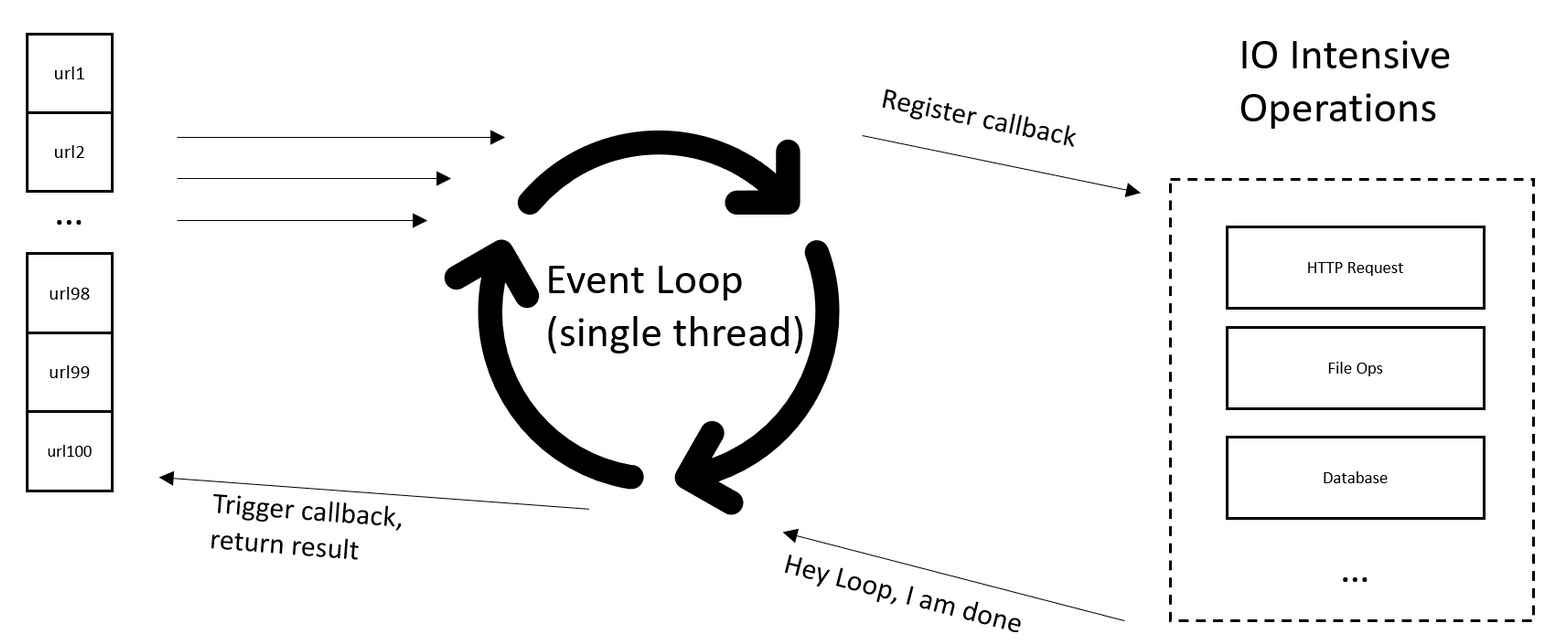 url1
url2
...
url98
url99
url100
Event Loop
(single thread)
Register callback
IO Intensive
Operations
HTTP Request
File Ops
Database
...
Hey Loop, I am done
Trigger callback,
return result